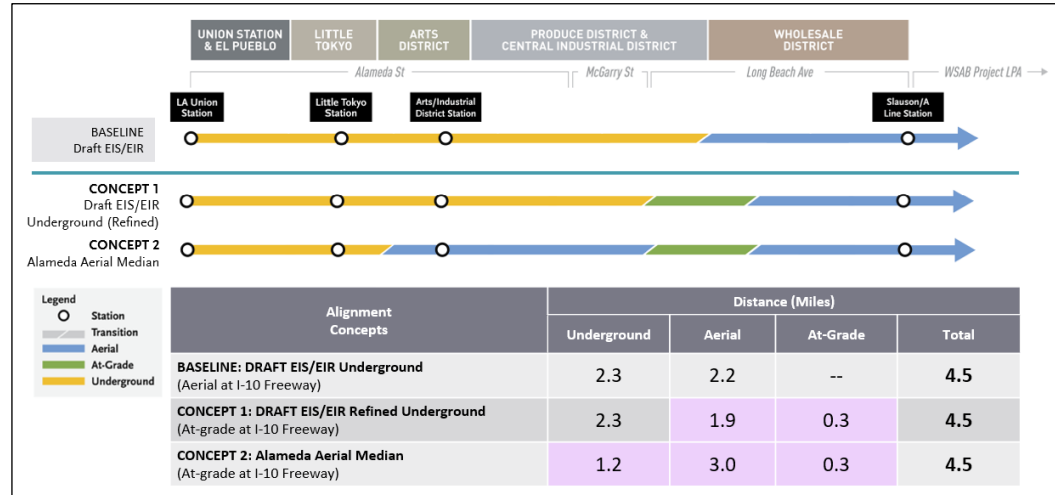 UNION STATION
& EL PUEBLO
LITTLE
TOKYO
ARTS
DISTRICT
PRODUCE DISTRICT &
CENTRAL INDUSTRIAL DISTRICT
WHOLESALE
DISTRICT
Alameda St
McGarry St
Long Beach Ave
WSAB Project LPA
LA Union
Station
Little Tokyo
Station
Arts/Industrial
District Station
Slauson/A
Line Station
BASELINE
Draft EIS/EIR
CONCEPT 1
Draft EIS/EIR
Underground (Refined)
CONCEPT 2
Alameda Aerial Median
Legend
Station
Transition
Aerial
At-Grade
Underground
Alignment
Concepts
Distance (Miles)
Underground Aerial At-Grade Total
BASELINE: DRAFT EIS/EIR Underground
(Aerial at I-10 Freeway)
2.3 2.2 -- 4.5
CONCEPT 1: DRAFT EIS/EIR Refined Underground
(At-grade at I-10 Freeway)
2.3 1.9 0.3 4.5
CONCEPT 2: Alameda Aerial Median
(At-grade at I-10 Freeway)
1.2 3.0 0.3 4.5